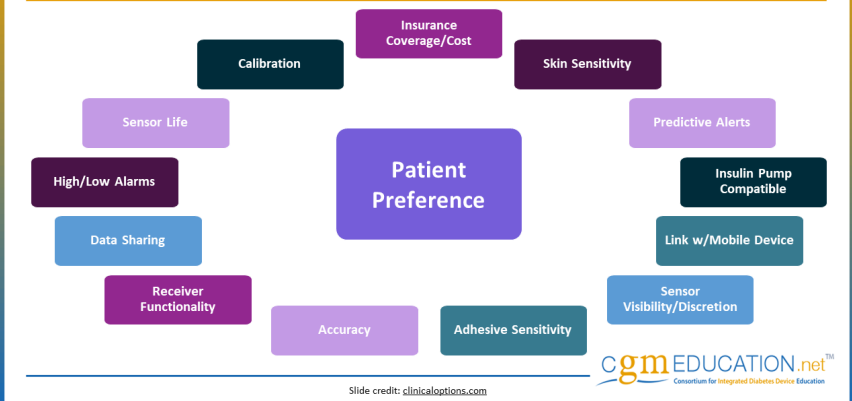 Insurance
Coverage/Cost
Calibration
Skin Sensitivity
Sensor Life
Predictive Alerts
Patient
Preference
High/Low Alarms
Insulin Pump
Compatible
Data Sharing
Link w/Mobile Device
Receiver
Functionality
Sensor
Visibility/Discretion
Accuracy
Adhesive Sensitivity
cgmEDUCATION.net™
Consortium for Integrated Diabetes Device Education
Slide credit: clinicaloptions.com